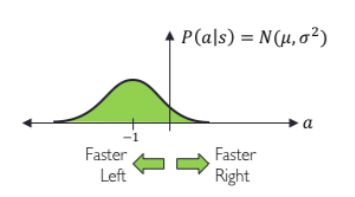 P(a|s) = N(μ, σ²)
a
−1
Faster Left
Faster Right